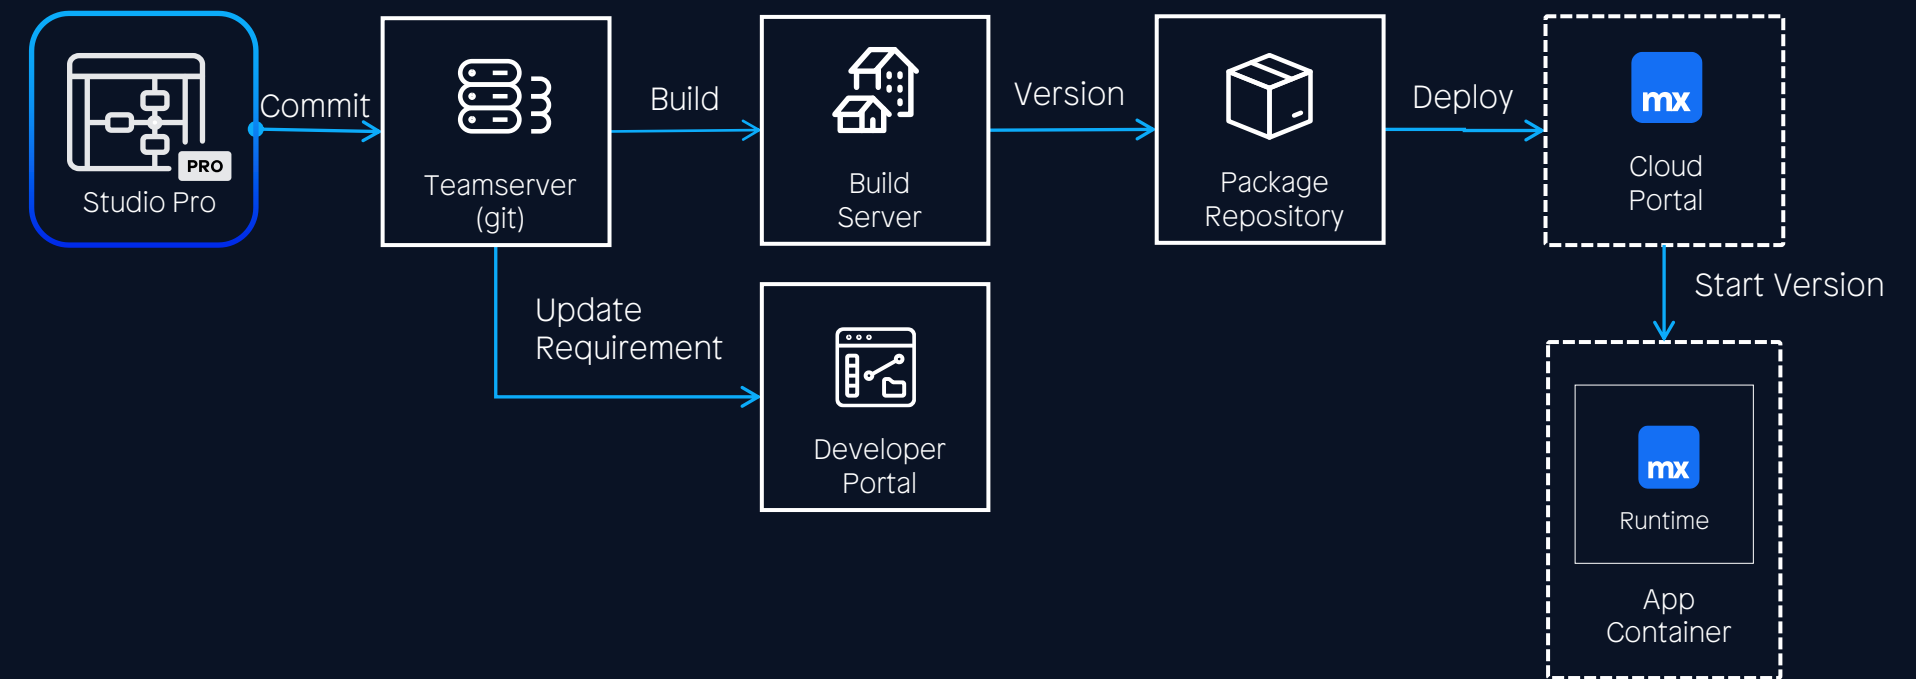 PRO
Studio Pro
Commit
Teamserver
(git)
Build
Build
Server
Version
Package
Repository
Deploy
mx
Cloud
Portal
Update
Requirement
Developer
Portal
Start Version
mx
Runtime
App
Container